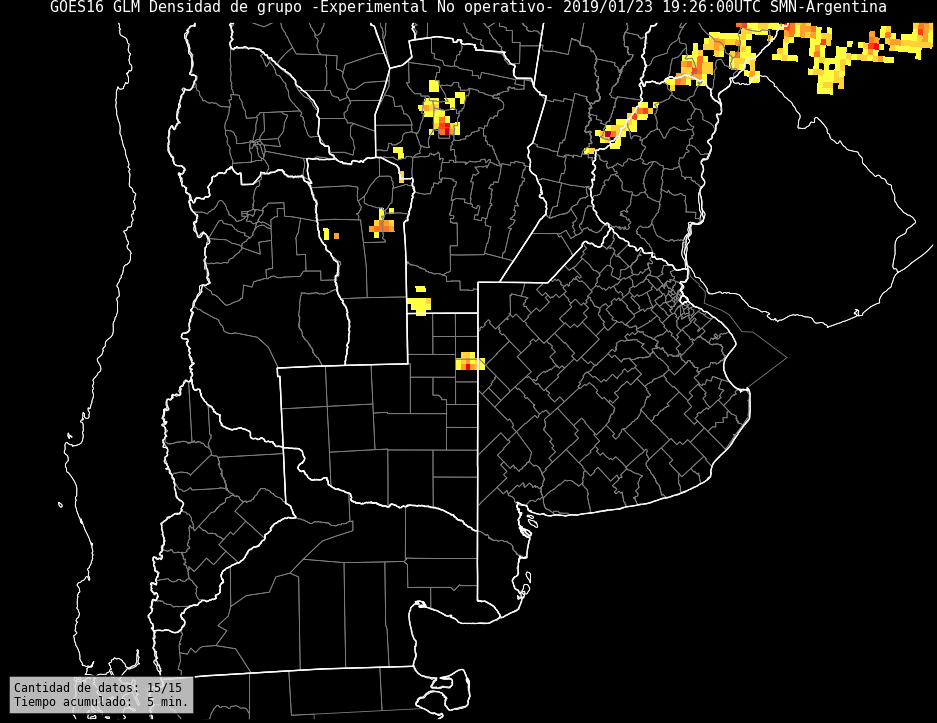 GOES16 GLM Densidad de grupo -Experimental No operativo- 2019/01/23 19:26:00UTC SMN-Argentina
Cantidad de datos: 15/15
Tiempo acumulado:  5 min.